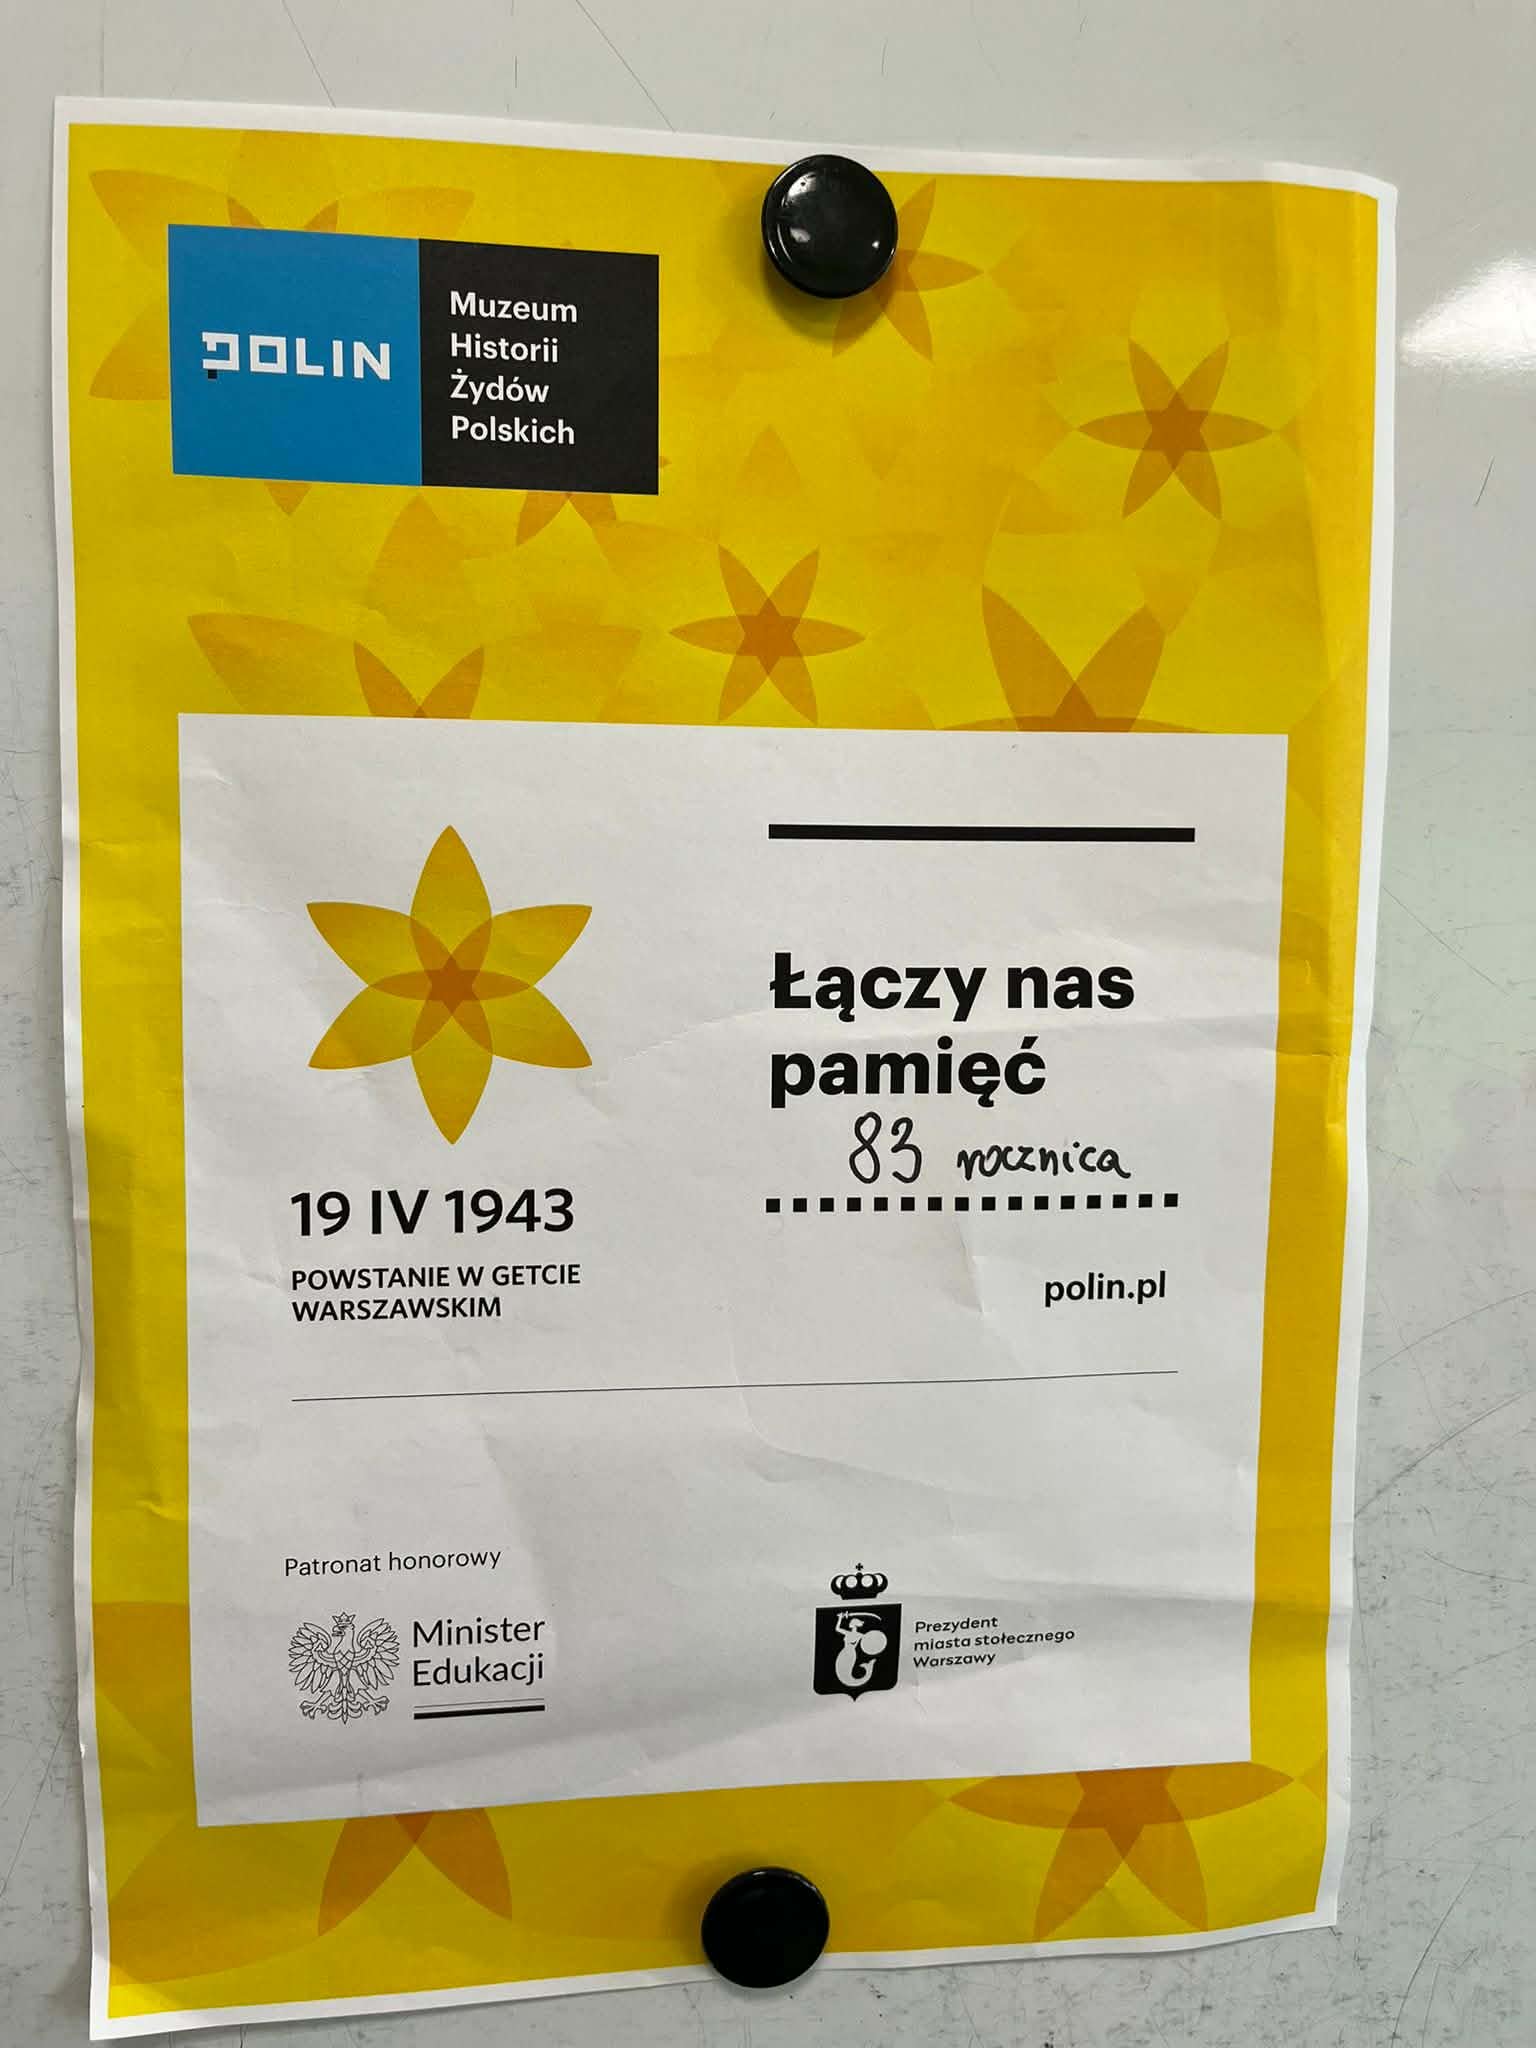 POLIN
Muzeum
Historii
Żydów
Polskich
Łączy nas
pamięć
83 rocznica
19 IV 1943
POWSTANIE W GETCIE
WARSZAWSKIM
polin.pl
Patronat honorowy
Minister
Edukacji
Prezydent
miasta stołecznego
Warszawy